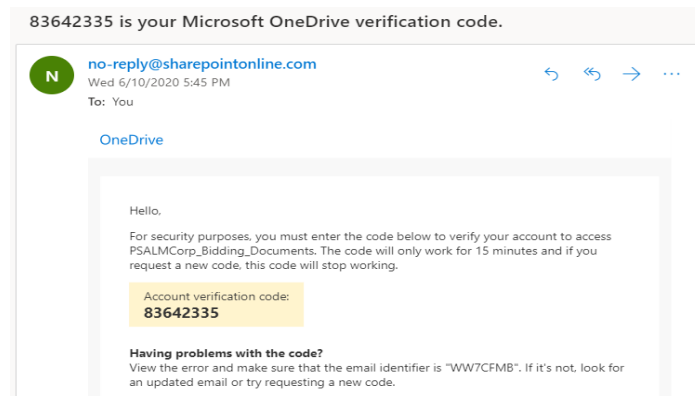 83642335 is your Microsoft OneDrive verification code.
N
no-reply@sharepointonline.com
Wed 6/10/2020 5:45 PM
To: You
OneDrive
Hello,
For security purposes, you must enter the code below to verify your account to access
PSALMCorp_Bidding_Documents. The code will only work for 15 minutes and if you
request a new code, this code will stop working.
Account verification code:
83642335
Having problems with the code?
View the error and make sure that the email identifier is "WW7CFMB". If it's not, look for
an updated email or try requesting a new code.